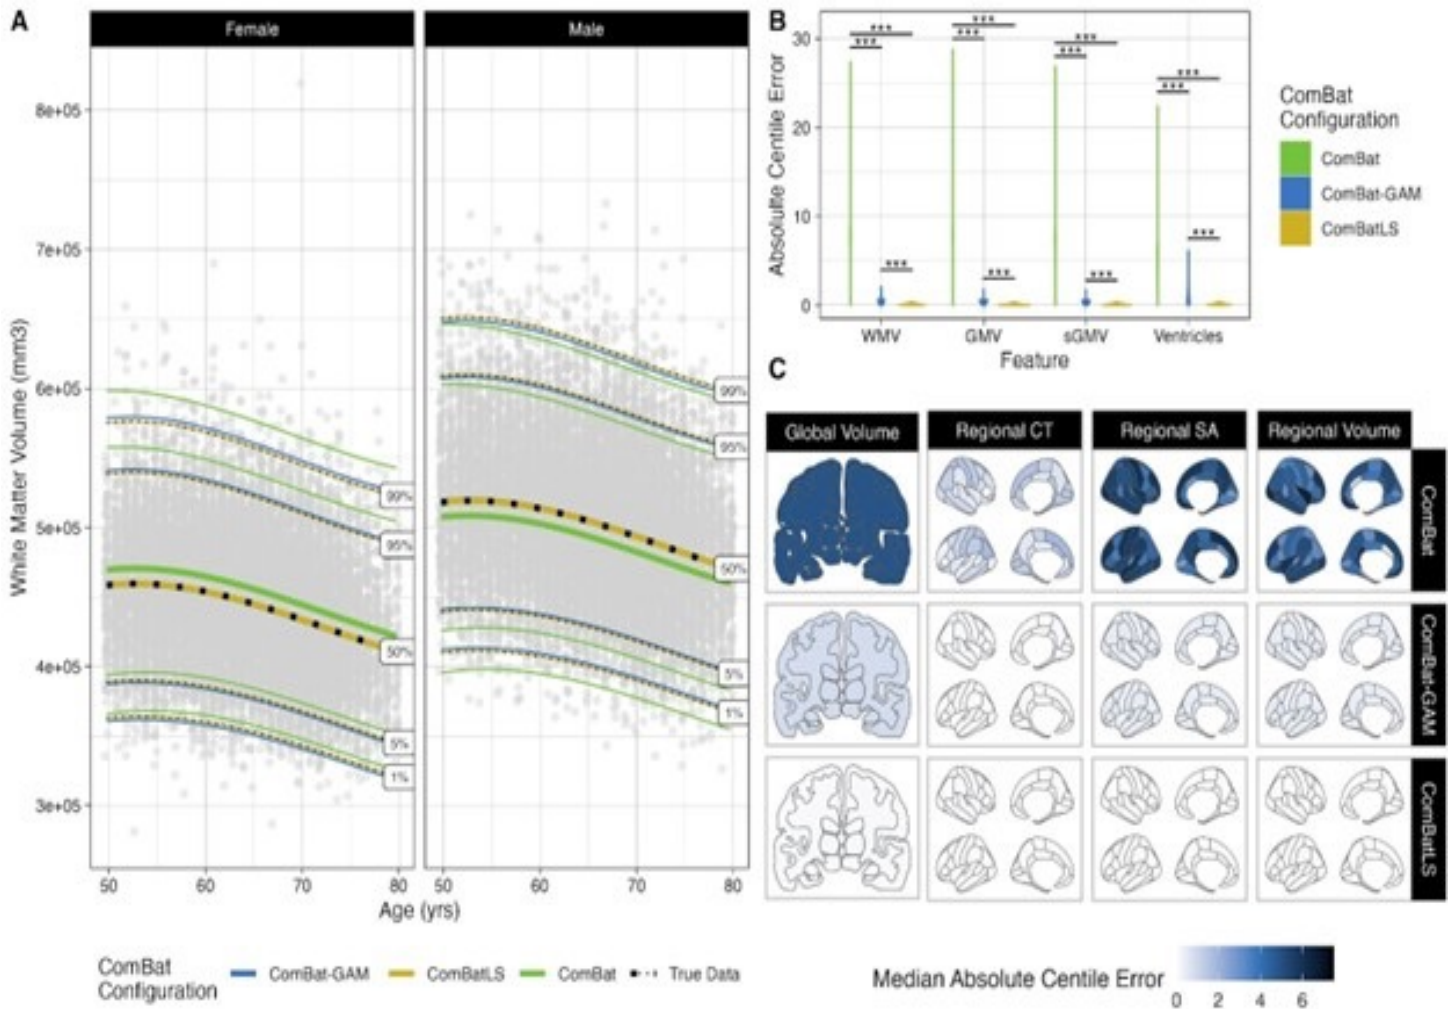 A
Female
Male
White Matter Volume (mm3)
8e+05
7e+05
6e+05
5e+05
4e+05
3e+05
99%
95%
50%
5%
1%
99%
95%
50%
5%
1%
50
60
70
80
50
60
70
80
Age (yrs)
ComBat
Configuration
ComBat-GAM
ComBatLS
ComBat
True Data
B
Absolulte Centile Error
30
20
10
0
***
***
***
***
***
***
***
***
***
***
***
***
WMV
GMV
sGMV
Ventricles
Feature
ComBat
Configuration
ComBat
ComBat-GAM
ComBatLS
C
Global Volume
Regional CT
Regional SA
Regional Volume
ComBat
ComBat-GAM
ComBatLS
Median Absolute Centile Error
0 2 4 6